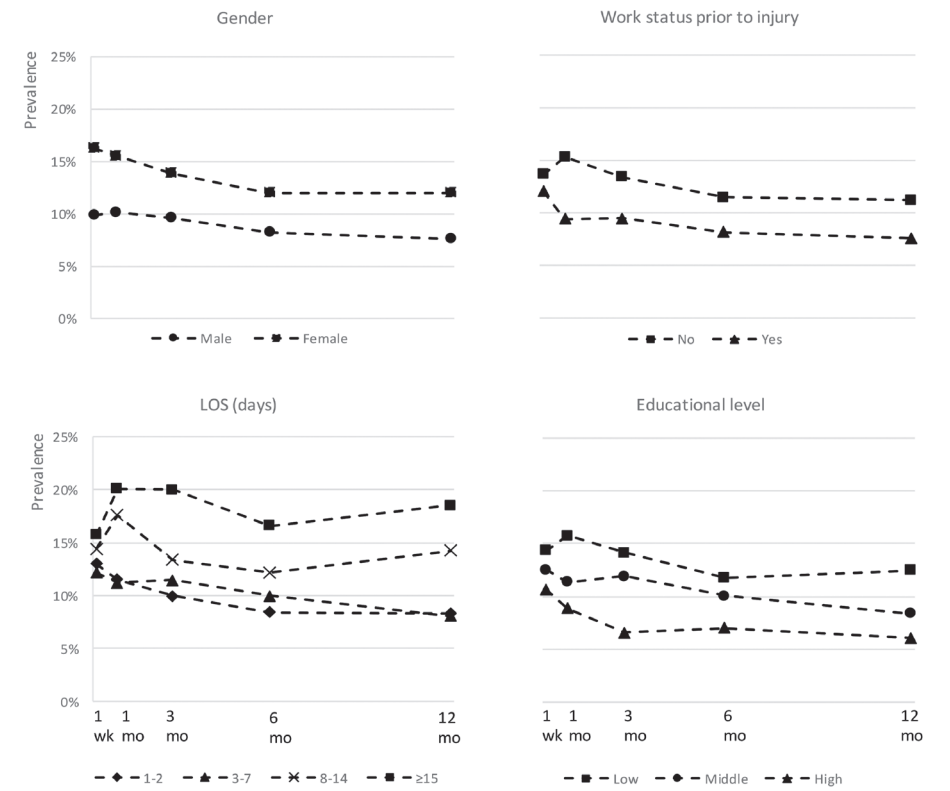 Gender
Work status prior to injury
Prevalence
25%
20%
15%
10%
5%
0%
Male Female
No Yes
LOS (days)
Educational level
Prevalence
25%
20%
15%
10%
5%
0%
1 1 3 6 12
wk mo mo mo mo
1 1 3 6 12
wk mo mo mo mo
1-2 3-7 8-14 ≥15
Low Middle High